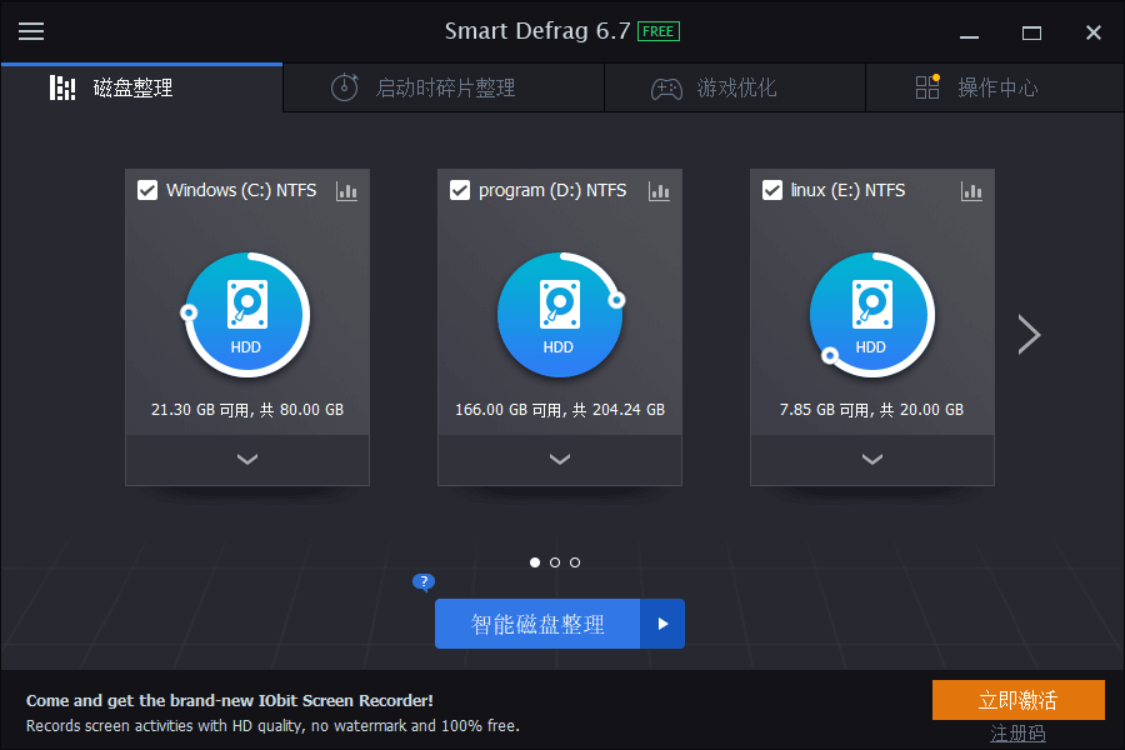 Smart Defrag 6.7 FREE
磁盘整理
启动时碎片整理
游戏优化
操作中心
Windows (C:) NTFS
HDD
21.30 GB 可用, 共 80.00 GB
program (D:) NTFS
HDD
166.00 GB 可用, 共 204.24 GB
linux (E:) NTFS
HDD
7.85 GB 可用, 共 20.00 GB
?
智能磁盘整理
Come and get the brand-new IObit Screen Recorder!
Records screen activities with HD quality, no watermark and 100% free.
立即激活
注册码